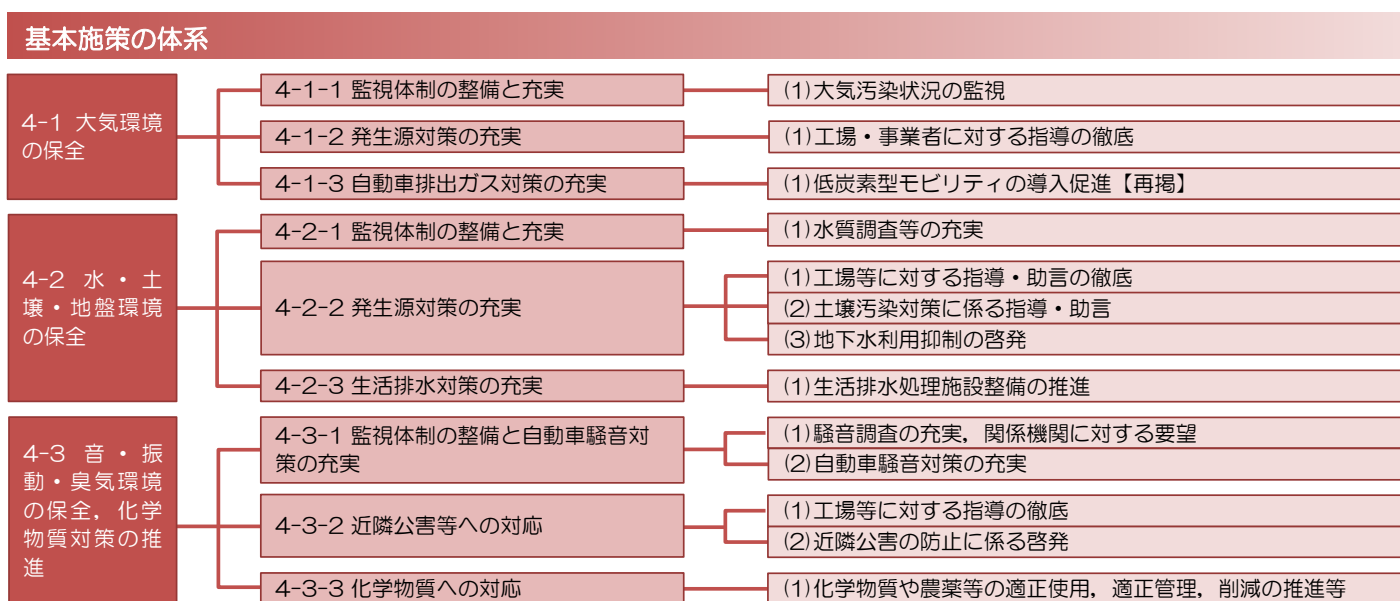 基本施策の体系
4-1 大気環境
の保全
4-1-1 監視体制の整備と充実
(1)大気汚染状況の監視
4-1-2 発生源対策の充実
(1)工場・事業者に対する指導の徹底
4-1-3 自動車排出ガス対策の充実
(1)低炭素型モビリティの導入促進【再掲】
4-2 水・土
壌・地盤環境
の保全
4-2-1 監視体制の整備と充実
(1)水質調査等の充実
4-2-2 発生源対策の充実
(1)工場等に対する指導・助言の徹底
(2)土壌汚染対策に係る指導・助言
(3)地下水利用抑制の啓発
4-2-3 生活排水対策の充実
(1)生活排水処理施設整備の推進
4-3 音・振
動・臭気環境
の保全，化学
物質対策の推
進
4-3-1 監視体制の整備と自動車騒音対
策の充実
(1)騒音調査の充実，関係機関に対する要望
(2)自動車騒音対策の充実
4-3-2 近隣公害等への対応
(1)工場等に対する指導の徹底
(2)近隣公害の防止に係る啓発
4-3-3 化学物質への対応
(1)化学物質や農薬等の適正使用，適正管理，削減の推進等